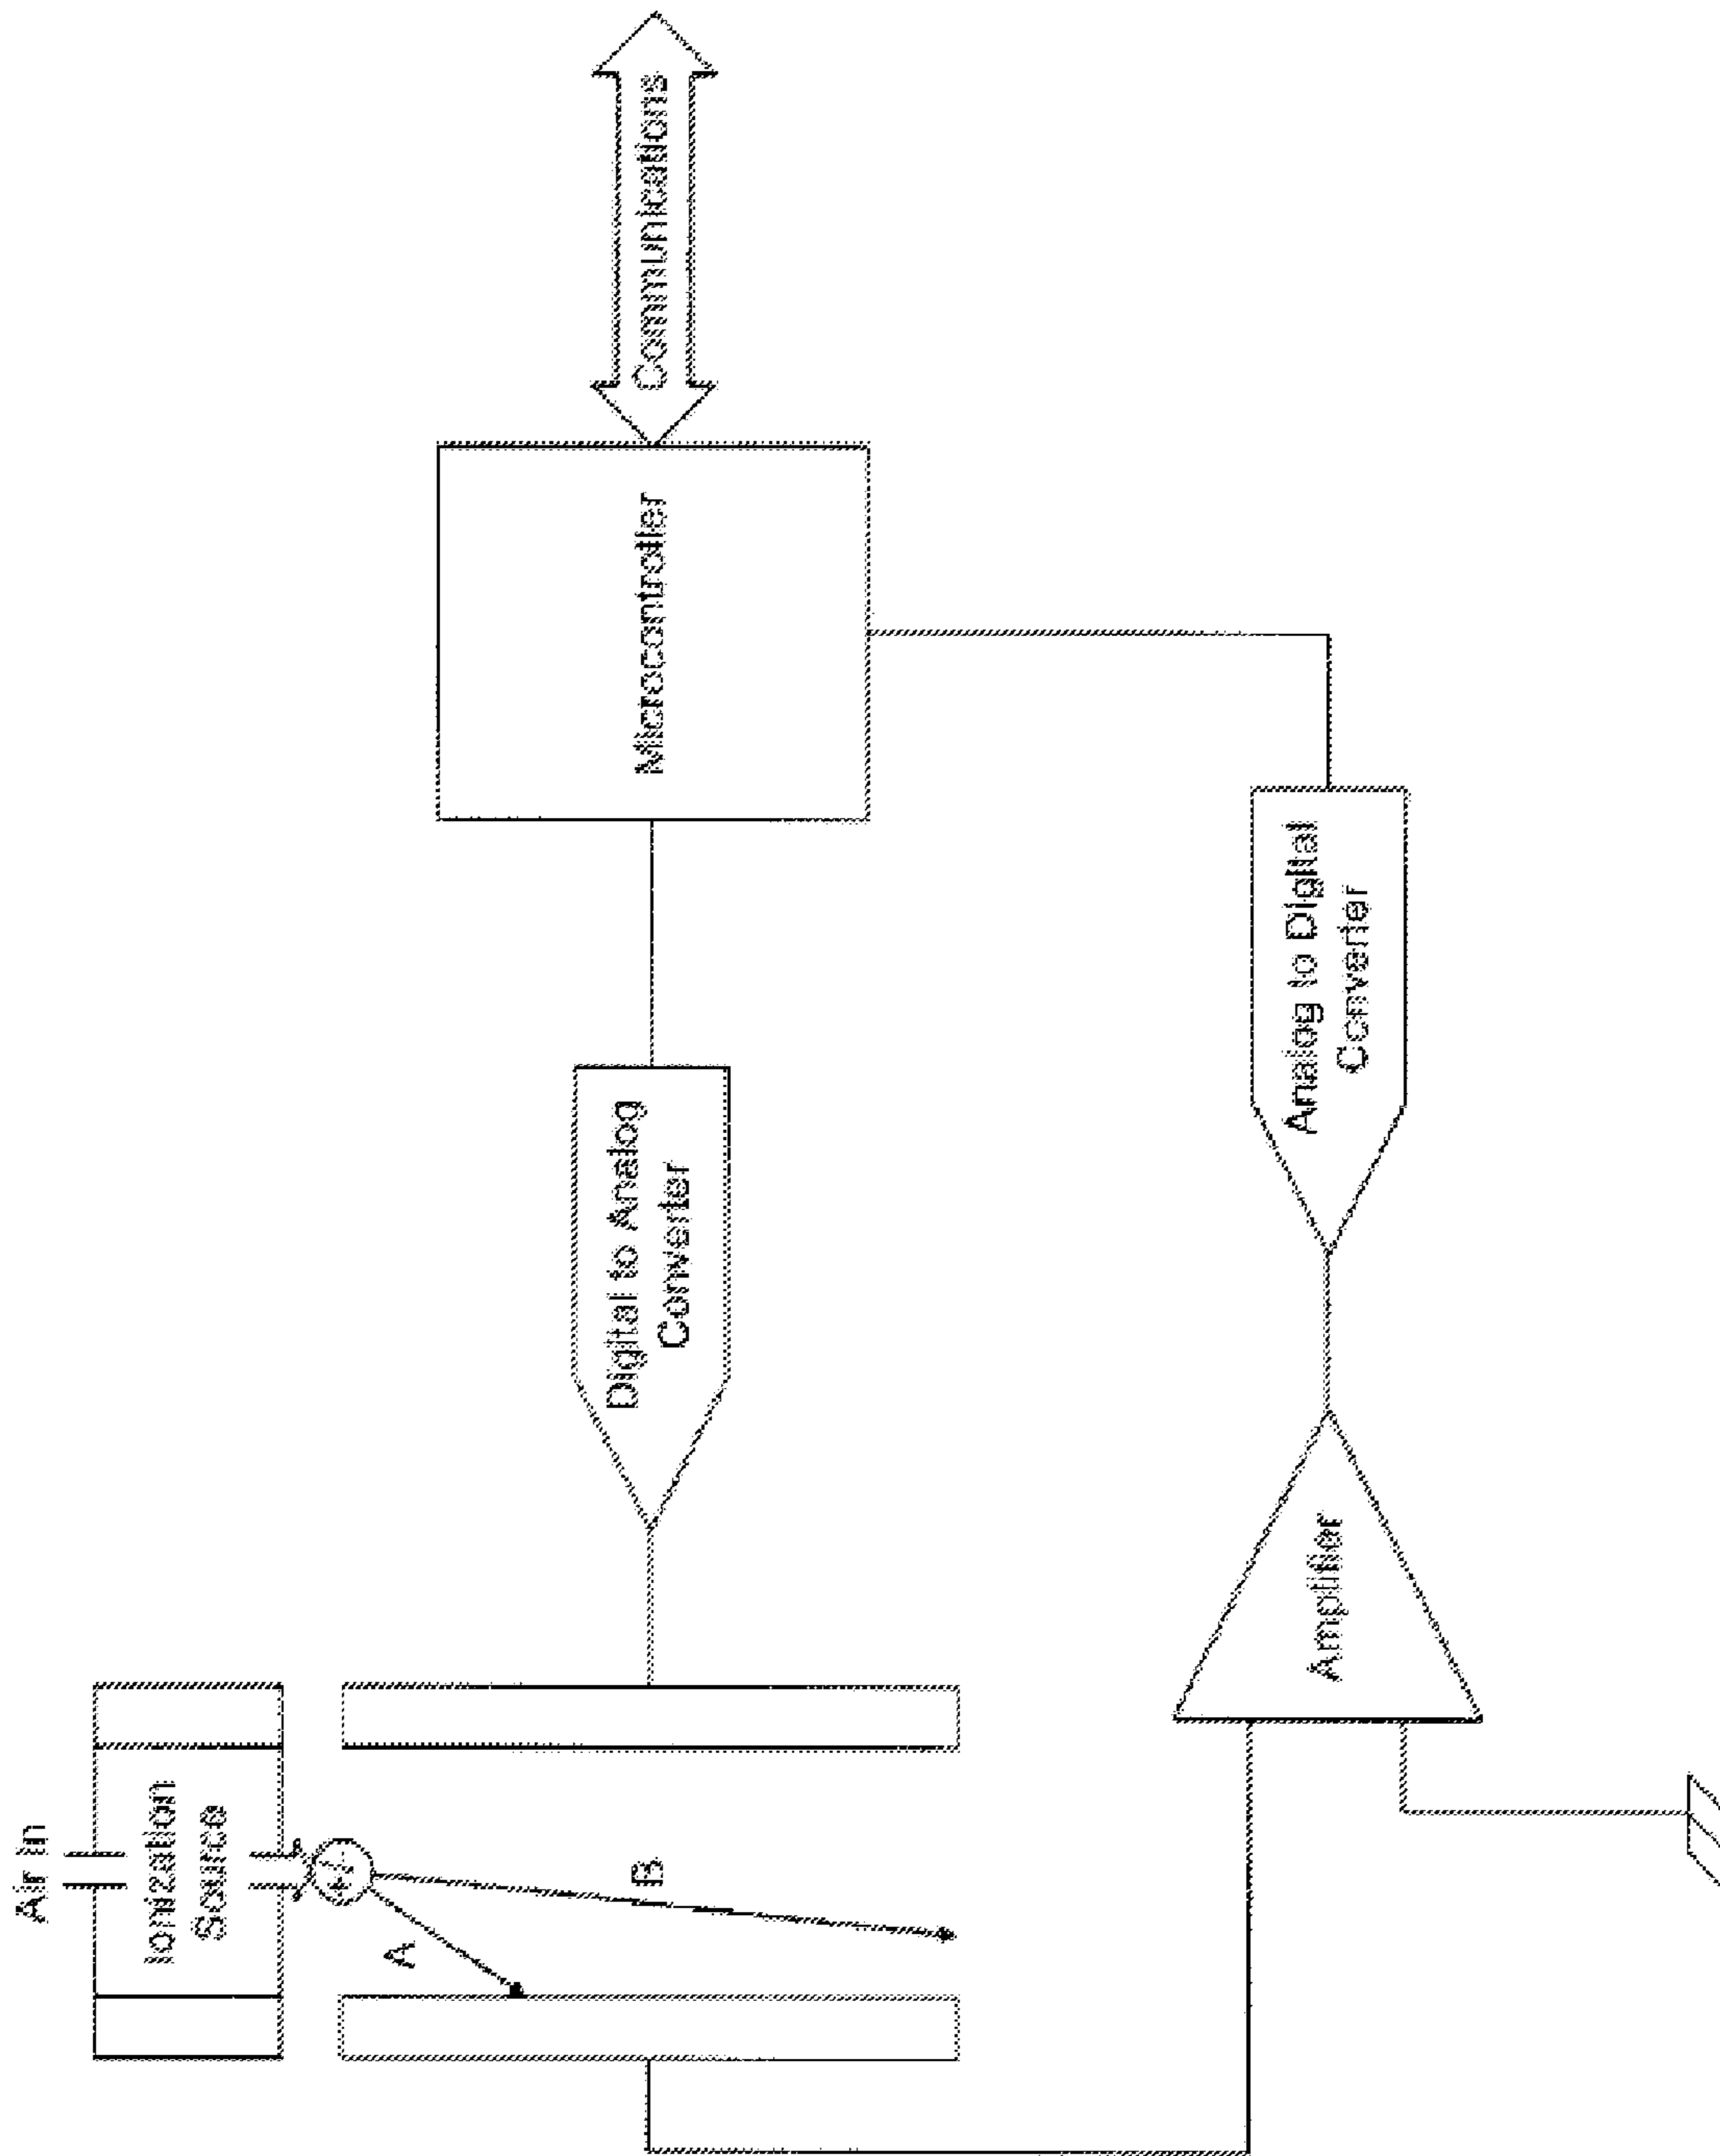 Air In
Ionization
Source
A
B
Digital to Analog
Converter
Microcontroller
Communications
Amplifier
Analog to Digital
Converter